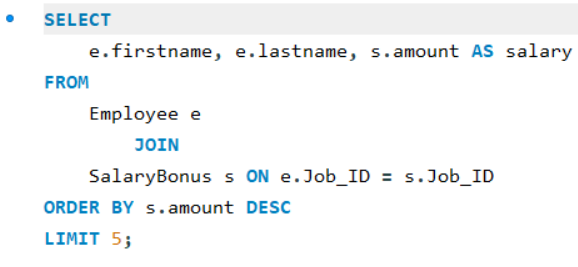 SELECT
e.firstname, e.lastname, s.amount AS salary
FROM
Employee e
JOIN
SalaryBonus s ON e.Job_ID = s.Job_ID
ORDER BY s.amount DESC
LIMIT 5;